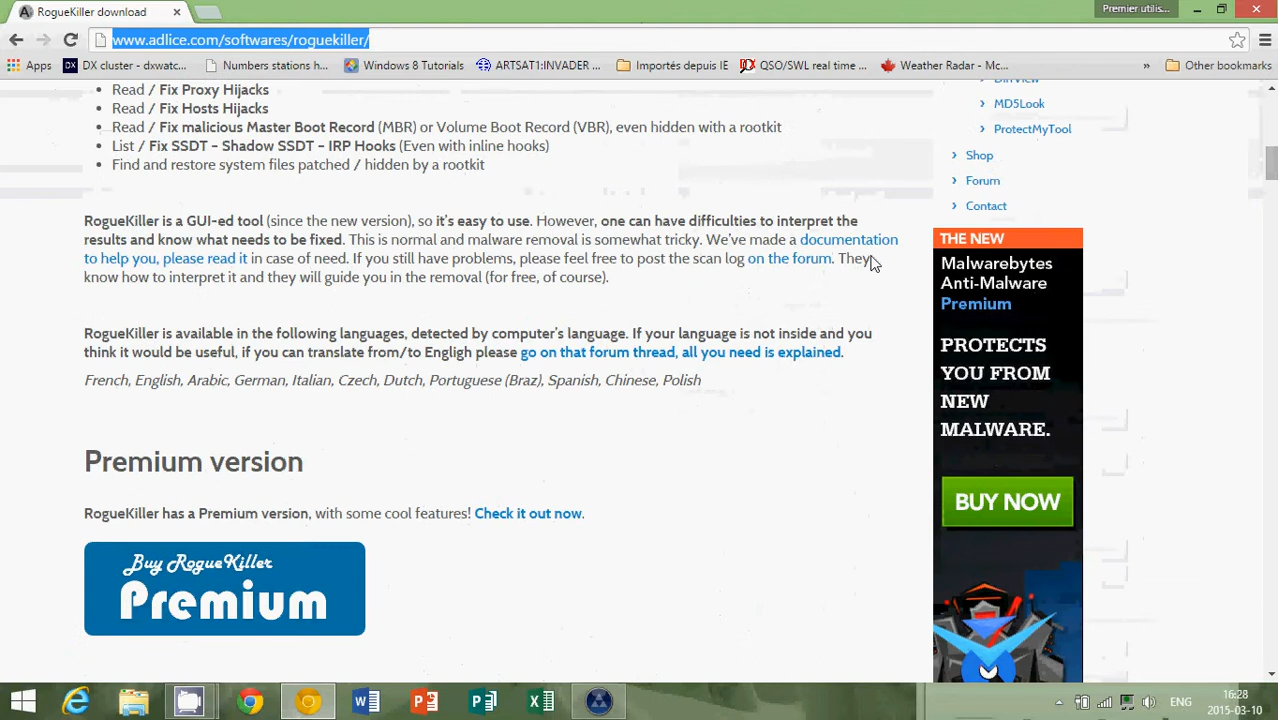 RogueKiller download
Premier utilis...
www.adlice.com/softwares/roguekiller/
Apps
DX cluster - dxwatc...
Numbers stations h...
Windows 8 Tutorials
ARTSAT1:INVADER ...
Importés depuis IE
QSO/SWL real time ...
Weather Radar - Mc...
»
Other bookmarks
Read / Fix Proxy Hijacks
Read / Fix Hosts Hijacks
Read / Fix malicious Master Boot Record (MBR) or Volume Boot Record (VBR), even hidden with a rootkit
List / Fix SSDT – Shadow SSDT – IRP Hooks (Even with inline hooks)
Find and restore system files patched / hidden by a rootkit
RogueKiller is a GUI-ed tool (since the new version), so it's easy to use. However, one can have difficulties to interpret the
results and know what needs to be fixed. This is normal and malware removal is somewhat tricky. We've made a documentation
to help you, please read it in case of need. If you still have problems, please feel free to post the scan log on the forum. They
know how to interpret it and they will guide you in the removal (for free, of course).
RogueKiller is available in the following languages, detected by computer's language. If your language is not inside and you
think it would be useful, if you can translate from/to Engligh please go on that forum thread, all you need is explained.
French, English, Arabic, German, Italian, Czech, Dutch, Portuguese (Braz), Spanish, Chinese, Polish
Premium version
RogueKiller has a Premium version, with some cool features! Check it out now.
Buy RogueKiller
Premium
MD5Look
ProtectMyTool
Shop
Forum
Contact
THE NEW
Malwarebytes
Anti-Malware
Premium
PROTECTS
YOU FROM
NEW
MALWARE.
BUY NOW
ENG
16:28
2015-03-10